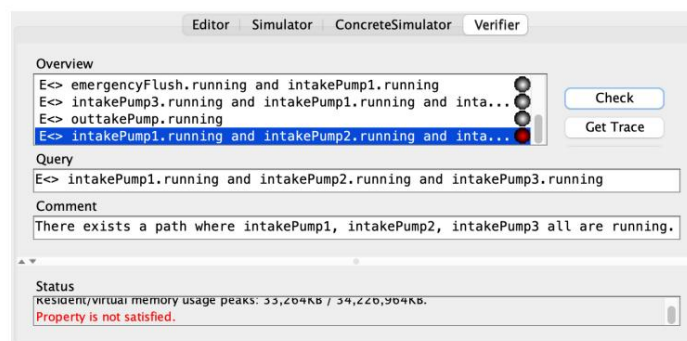 Editor Simulator ConcreteSimulator Verifier
Overview
E<> emergencyFlush.running and intakePump1.running
E<> intakePump3.running and intakePump1.running and inta...
Check
E<> outtakePump.running
Get Trace
E<> intakePump1.running and intakePump2.running and inta...
Query
E<> intakePump1.running and intakePump2.running and intakePump3.running
Comment
There exists a path where intakePump1, intakePump2, intakePump3 all are running.
Status
Resident/virtual memory usage peaks: 33,264KB / 34,226,964KB.
Property is not satisfied.